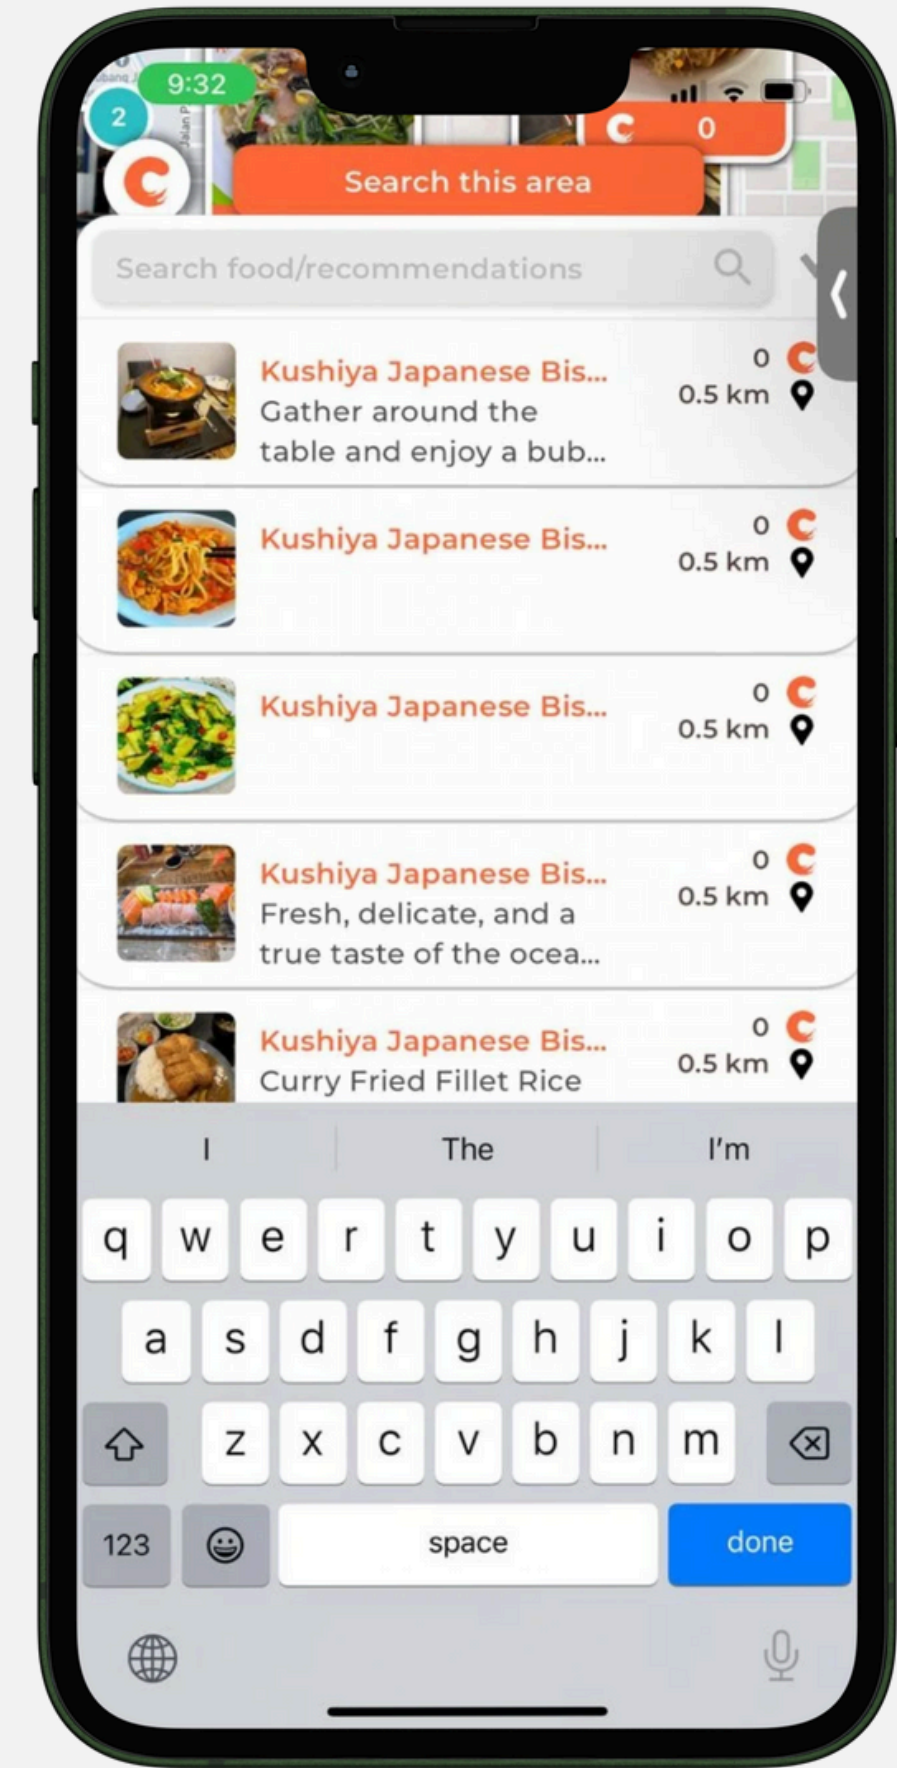 9:32
2
Jalan P
0
Search this area
Search food/recommendations
Kushiya Japanese Bis...
0
Gather around the
0.5 km
table and enjoy a bub...
Kushiya Japanese Bis...
0
0.5 km
Kushiya Japanese Bis...
0
0.5 km
Kushiya Japanese Bis...
0
Fresh, delicate, and a
0.5 km
true taste of the ocea...
Kushiya Japanese Bis...
0
Curry Fried Fillet Rice
0.5 km
I The I'm
q w e r t y u i o p
a s d f g h j k l
z x c v b n m
123 space done